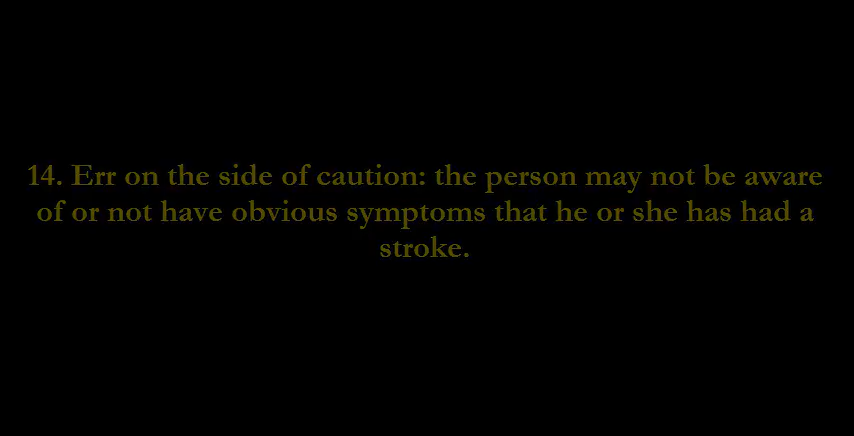 14. Err on the side of caution: the person may not be aware
of or not have obvious symptoms that he or she has had a
stroke.